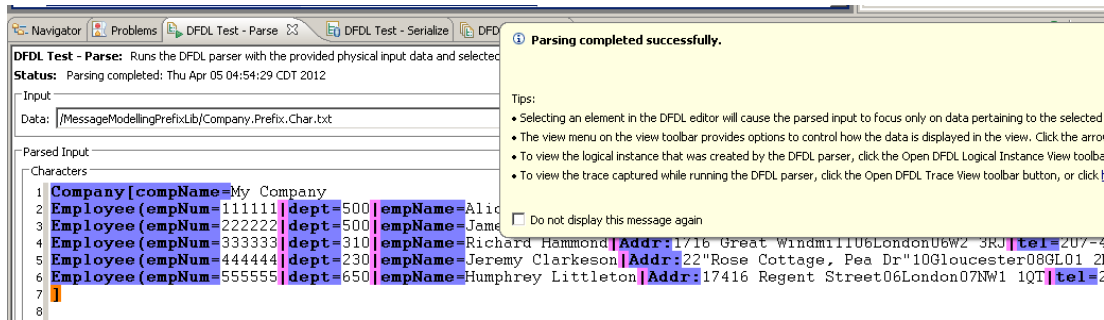 Navigator Problems DFDL Test - Parse DFDL Test - Serialize DFD
DFDL Test - Parse: Runs the DFDL parser with the provided physical input data and selected
Status: Parsing completed: Thu Apr 05 04:54:29 CDT 2012
Input
Data: /MessageModellingPrefixLib/Company.Prefix.Char.txt
Parsed Input
Characters
1 Company[compName=My Company
2 Employee(empNum=111111|dept=500|empName=Alic
3 Employee(empNum=222222|dept=500|empName=Jame
4 Employee(empNum=333333|dept=310|empName=Richard Hammond|Addr:1716 Great Windmill06London06W2 3RJ|tel=207-4
5 Employee(empNum=444444|dept=230|empName=Jeremy Clarkeson|Addr:22"Rose Cottage, Pea Dr"10Gloucester08GL01 2
6 Employee(empNum=555555|dept=650|empName=Humphrey Littleton|Addr:17416 Regent Street06London07NW1 1QT|tel=2
7 ]
8
Parsing completed successfully.
Tips:
• Selecting an element in the DFDL editor will cause the parsed input to focus only on data pertaining to the selected
• The view menu on the view toolbar provides options to control how the data is displayed in the view. Click the arro
• To view the logical instance that was created by the DFDL parser, click the Open DFDL Logical Instance View toolba
• To view the trace captured while running the DFDL parser, click the Open DFDL Trace View toolbar button, or click
Do not display this message again